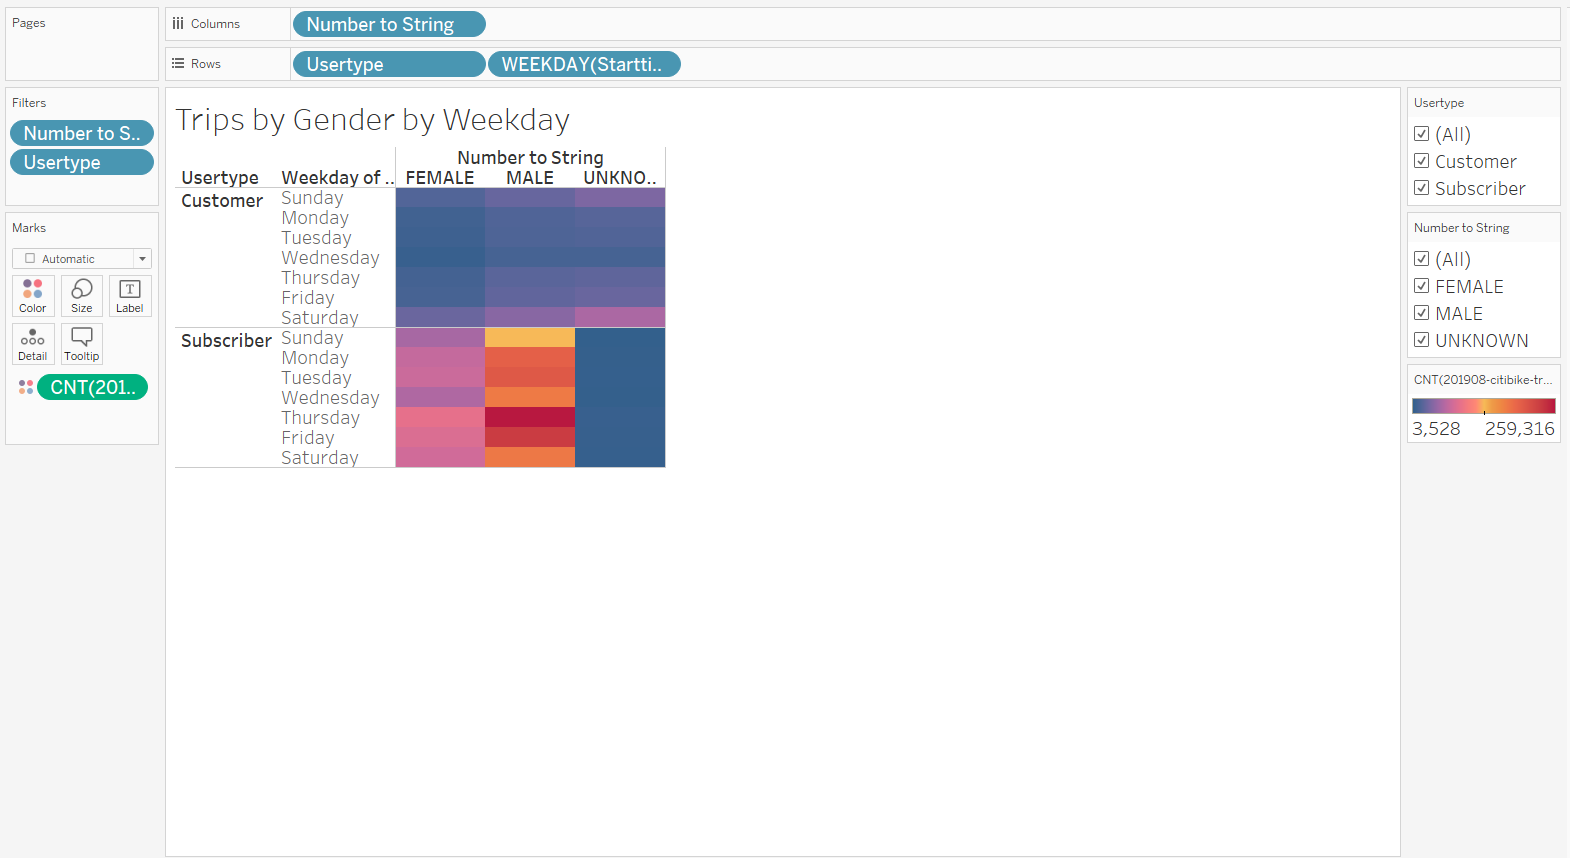 Pages
Columns
Number to String
Rows
Usertype
WEEKDAY(Startti..
Filters
Number to S..
Usertype
Marks
Automatic
Color
Size
Label
Detail
Tooltip
CNT(201..
Trips by Gender by Weekday
Number to String
Usertype Weekday of .. FEMALE MALE UNKNO..
Customer Sunday
Monday
Tuesday
Wednesday
Thursday
Friday
Saturday
Subscriber Sunday
Monday
Tuesday
Wednesday
Thursday
Friday
Saturday
Usertype
(All)
Customer
Subscriber
Number to String
(All)
FEMALE
MALE
UNKNOWN
CNT(201908-citibike-tr...
3,528 259,316